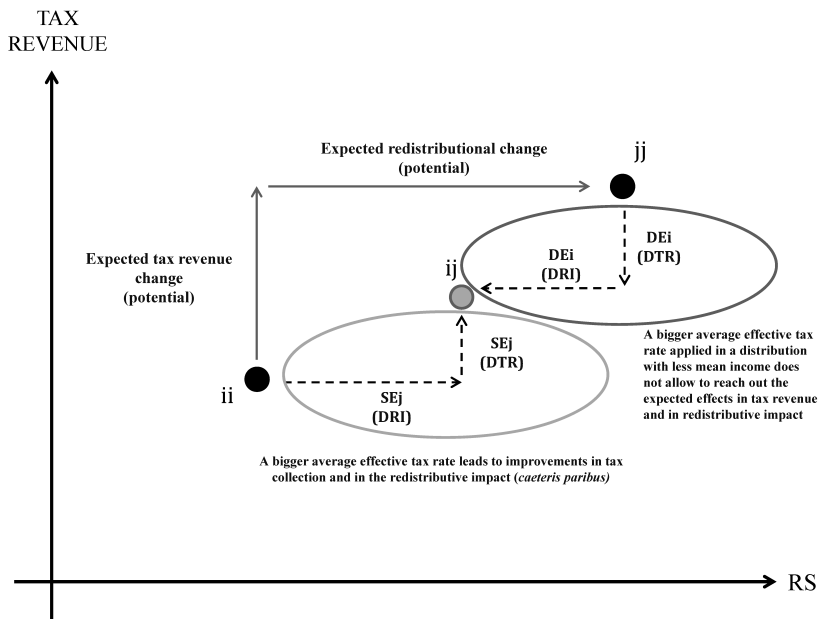 TAX
REVENUE
Expected redistributional change
(potential)
jj
Expected tax revenue
change
(potential)
ij
DEi
(DRI)
DEi
(DTR)
SEj
(DTR)
SEj
(DRI)
ii
A bigger average effective tax
rate applied in a distribution
with less mean income does
not allow to reach out the
expected effects in tax revenue
and in redistributive impact
A bigger average effective tax rate leads to improvements in tax
collection and in the redistributive impact (caeteris paribus)
RS